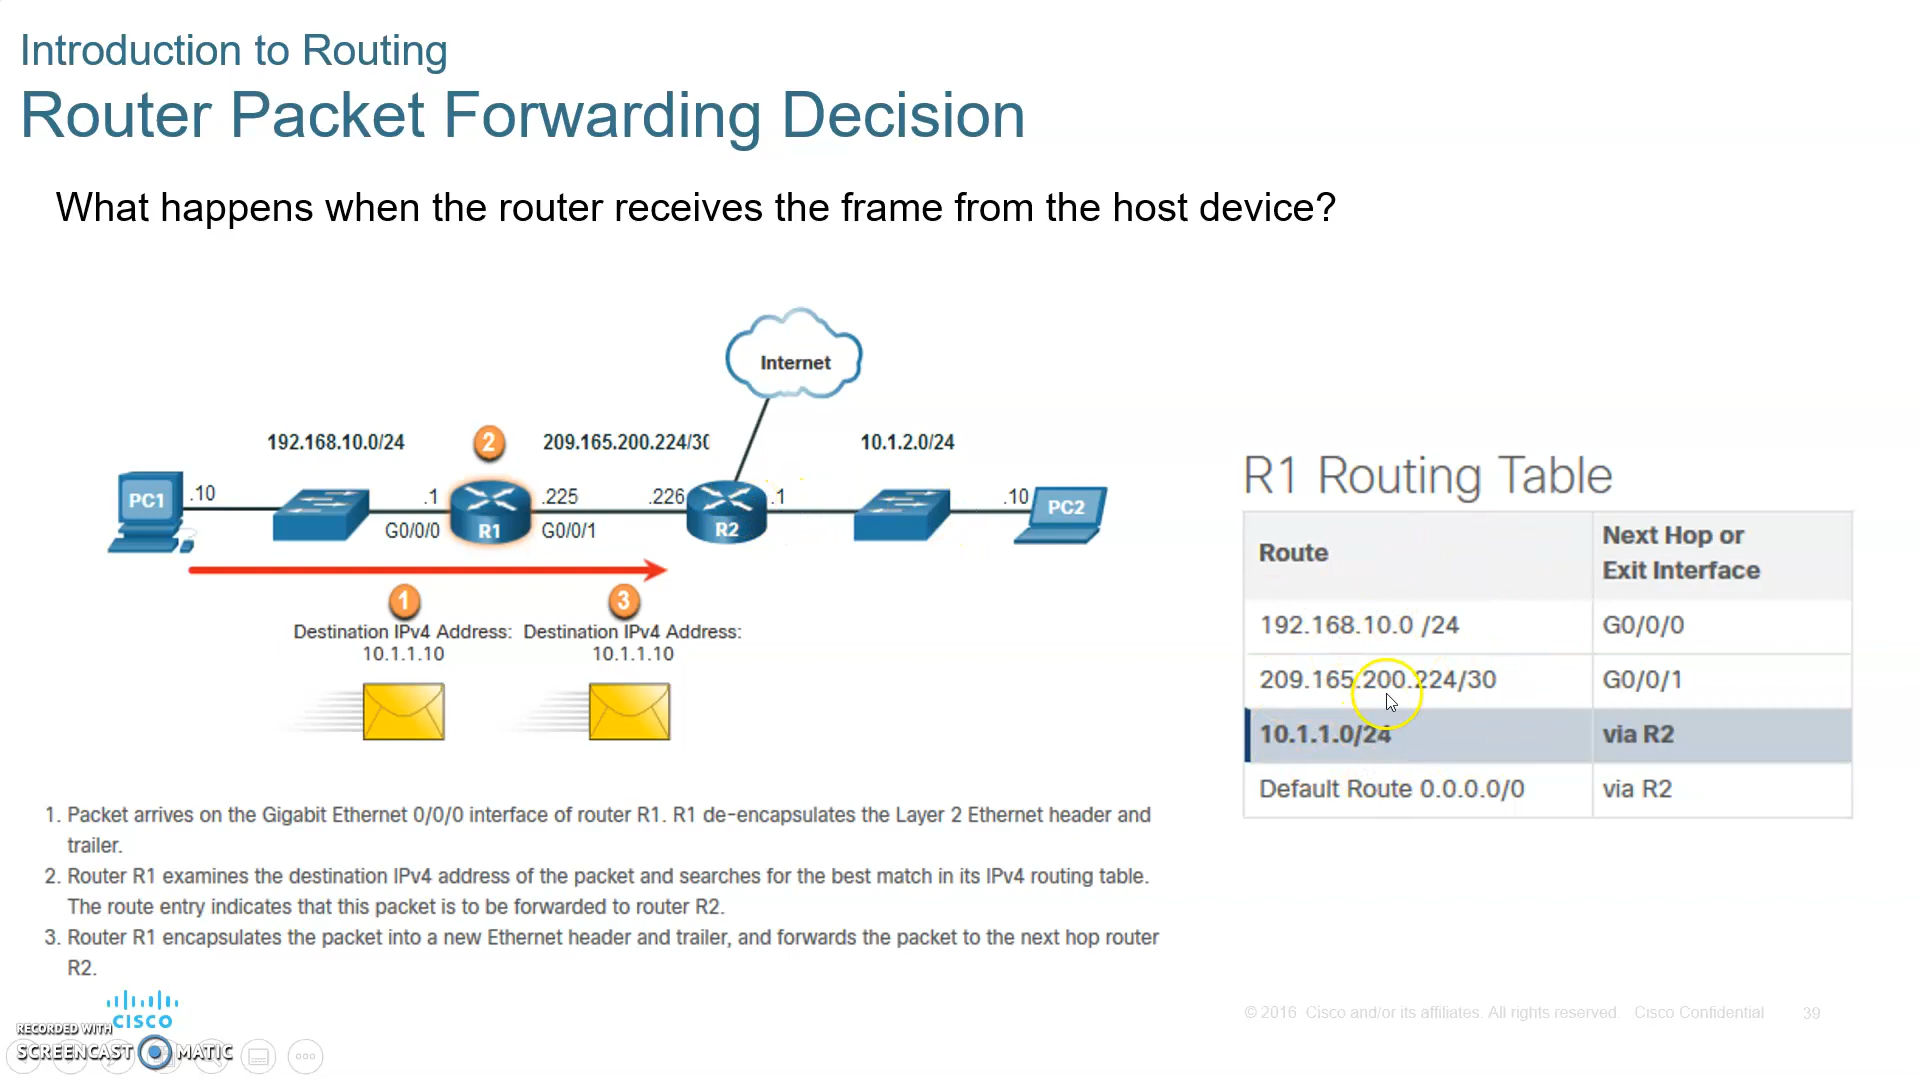 Introduction to Routing
Router Packet Forwarding Decision
What happens when the router receives the frame from the host device?
Internet
192.168.10.0/24
2
209.165.200.224/30
10.1.2.0/24
PC1
.10
.1
G0/0/0
R1
.225
G0/0/1
.226
R2
.1
.10
PC2
1
3
Destination IPv4 Address:
10.1.1.10
Destination IPv4 Address:
10.1.1.10
R1 Routing Table
Route
Next Hop or
Exit Interface
192.168.10.0 /24
G0/0/0
209.165.200.224/30
G0/0/1
10.1.1.0/24
via R2
Default Route 0.0.0.0/0
via R2
1. Packet arrives on the Gigabit Ethernet 0/0/0 interface of router R1. R1 de-encapsulates the Layer 2 Ethernet header and
trailer.
2. Router R1 examines the destination IPv4 address of the packet and searches for the best match in its IPv4 routing table.
The route entry indicates that this packet is to be forwarded to router R2.
3. Router R1 encapsulates the packet into a new Ethernet header and trailer, and forwards the packet to the next hop router
R2.
CISCO
RECORDED WITH
SCREENCAST MATIC
© 2016 Cisco and/or its affiliates. All rights reserved. Cisco Confidential
39